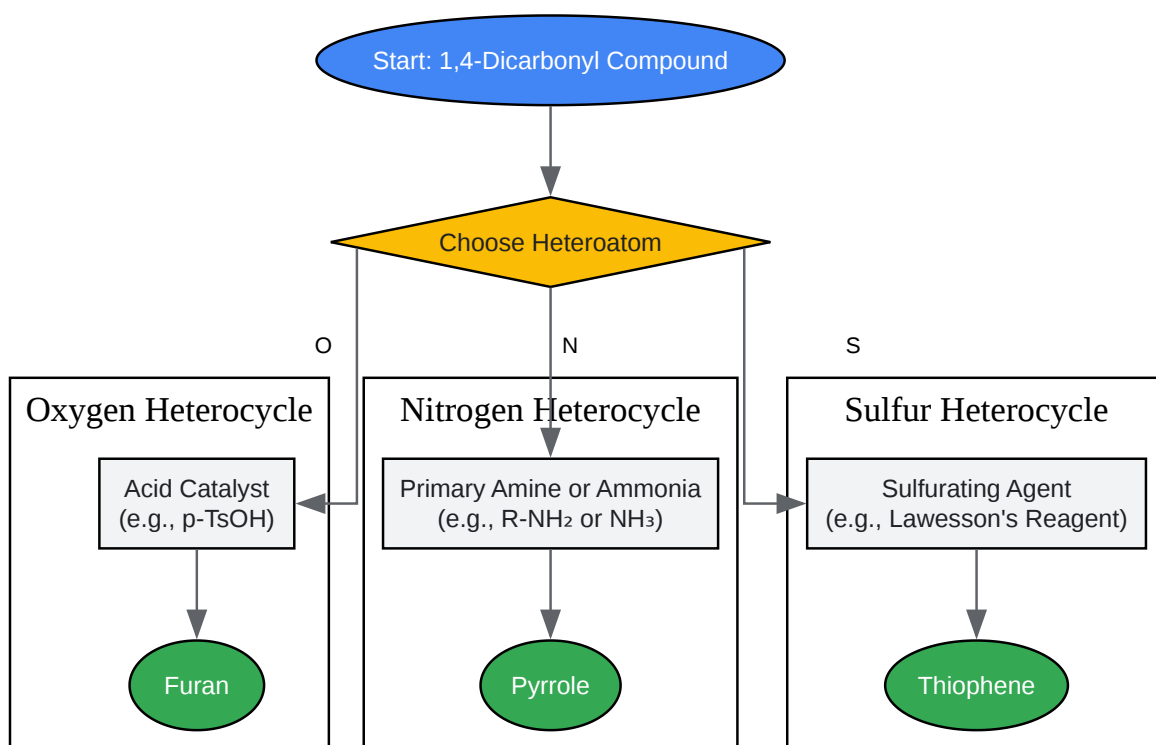 Start: 1,4-Dicarbonyl Compound
Choose Heteroatom
O
N
S
Oxygen Heterocycle
Nitrogen Heterocycle
Sulfur Heterocycle
Acid Catalyst
(e.g., p-TsOH)
Primary Amine or Ammonia
(e.g., R-NH₂ or NH₃)
Sulfurating Agent
(e.g., Lawesson's Reagent)
Furan
Pyrrole
Thiophene